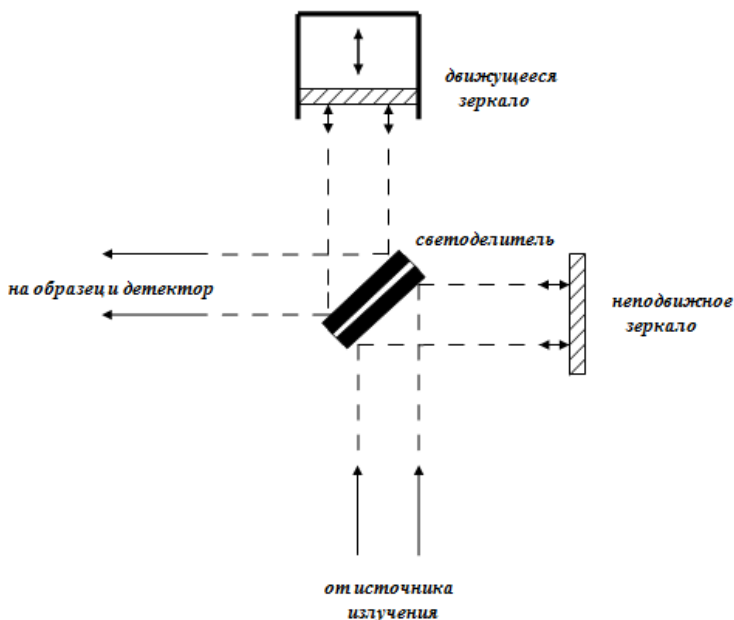 движущееся
зеркало
светоделитель
на образец и детектор
неподвижное
зеркало
от источника
излучения